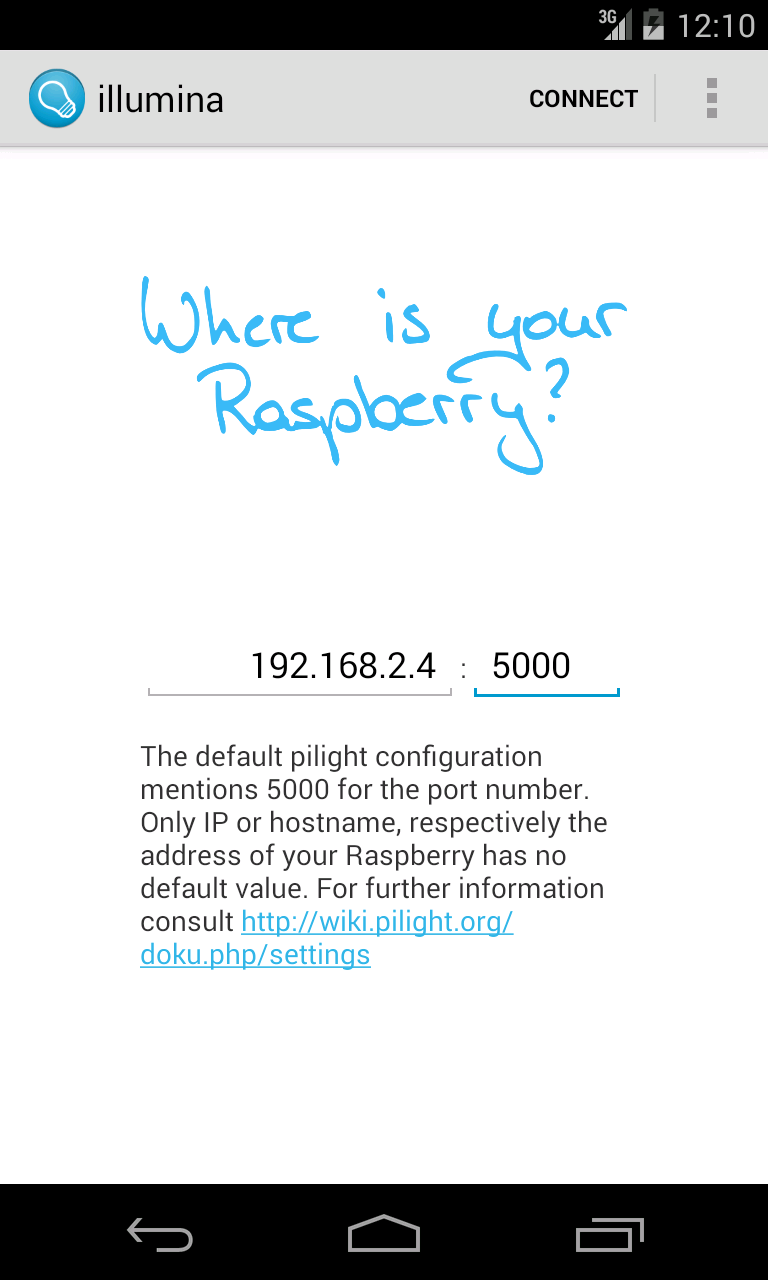 3G 12:10
illumina CONNECT
Where is your
Raspberry?
192.168.2.4 : 5000
The default pilight configuration
mentions 5000 for the port number.
Only IP or hostname, respectively the
address of your Raspberry has no
default value. For further information
consult http://wiki.pilight.org/
doku.php/settings